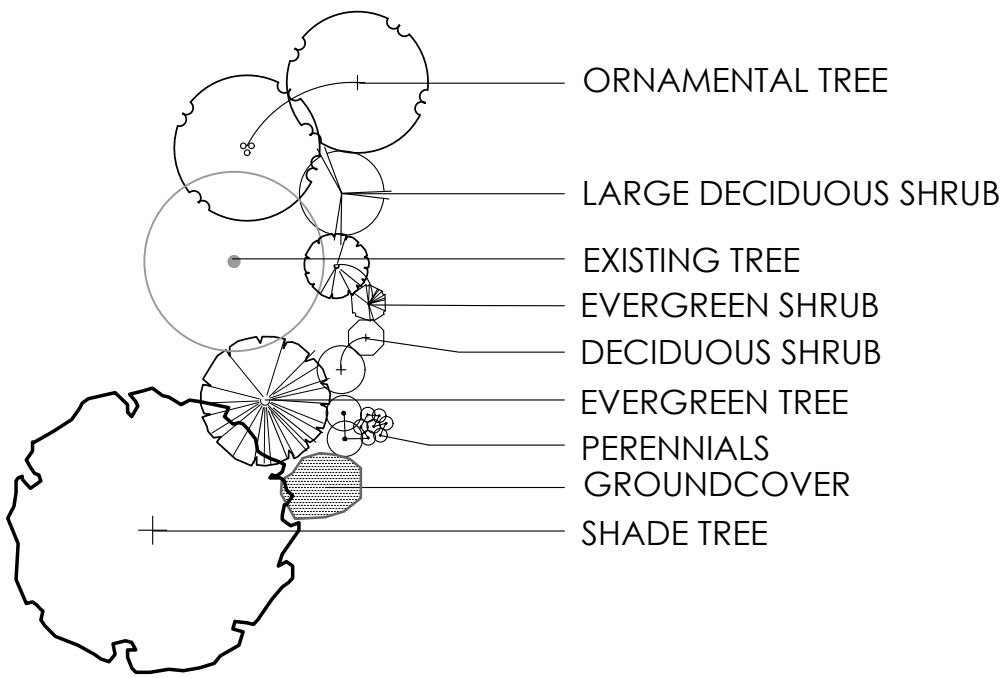 ORNAMENTAL TREE
LARGE DECIDUOUS SHRUB
EXISTING TREE
EVERGREEN SHRUB
DECIDUOUS SHRUB
EVERGREEN TREE
PERENNIALS
GROUNDCOVER
SHADE TREE